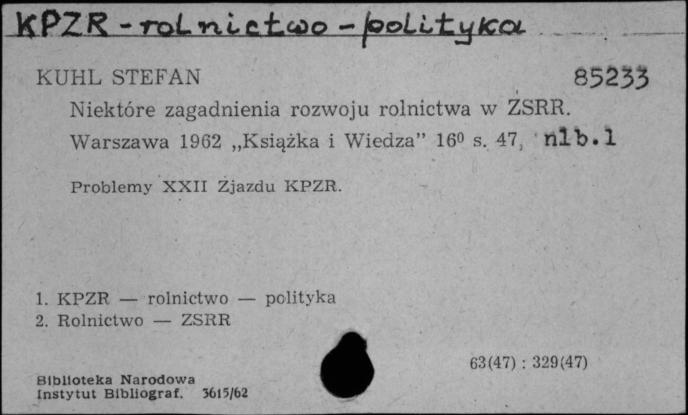 KPZR - rolnictwo - polityka
KUHL STEFAN 85233
Niektóre zagadnienia rozwoju rolnictwa w ZSRR.
Warszawa 1962 „Książka i Wiedza” 16⁰ s. 47, nlb.1
Problemy XXII Zjazdu KPZR.
1. KPZR — rolnictwo — polityka
2. Rolnictwo — ZSRR
63(47) : 329(47)
Biblioteka Narodowa
Instytut Bibliograf. 3615/62